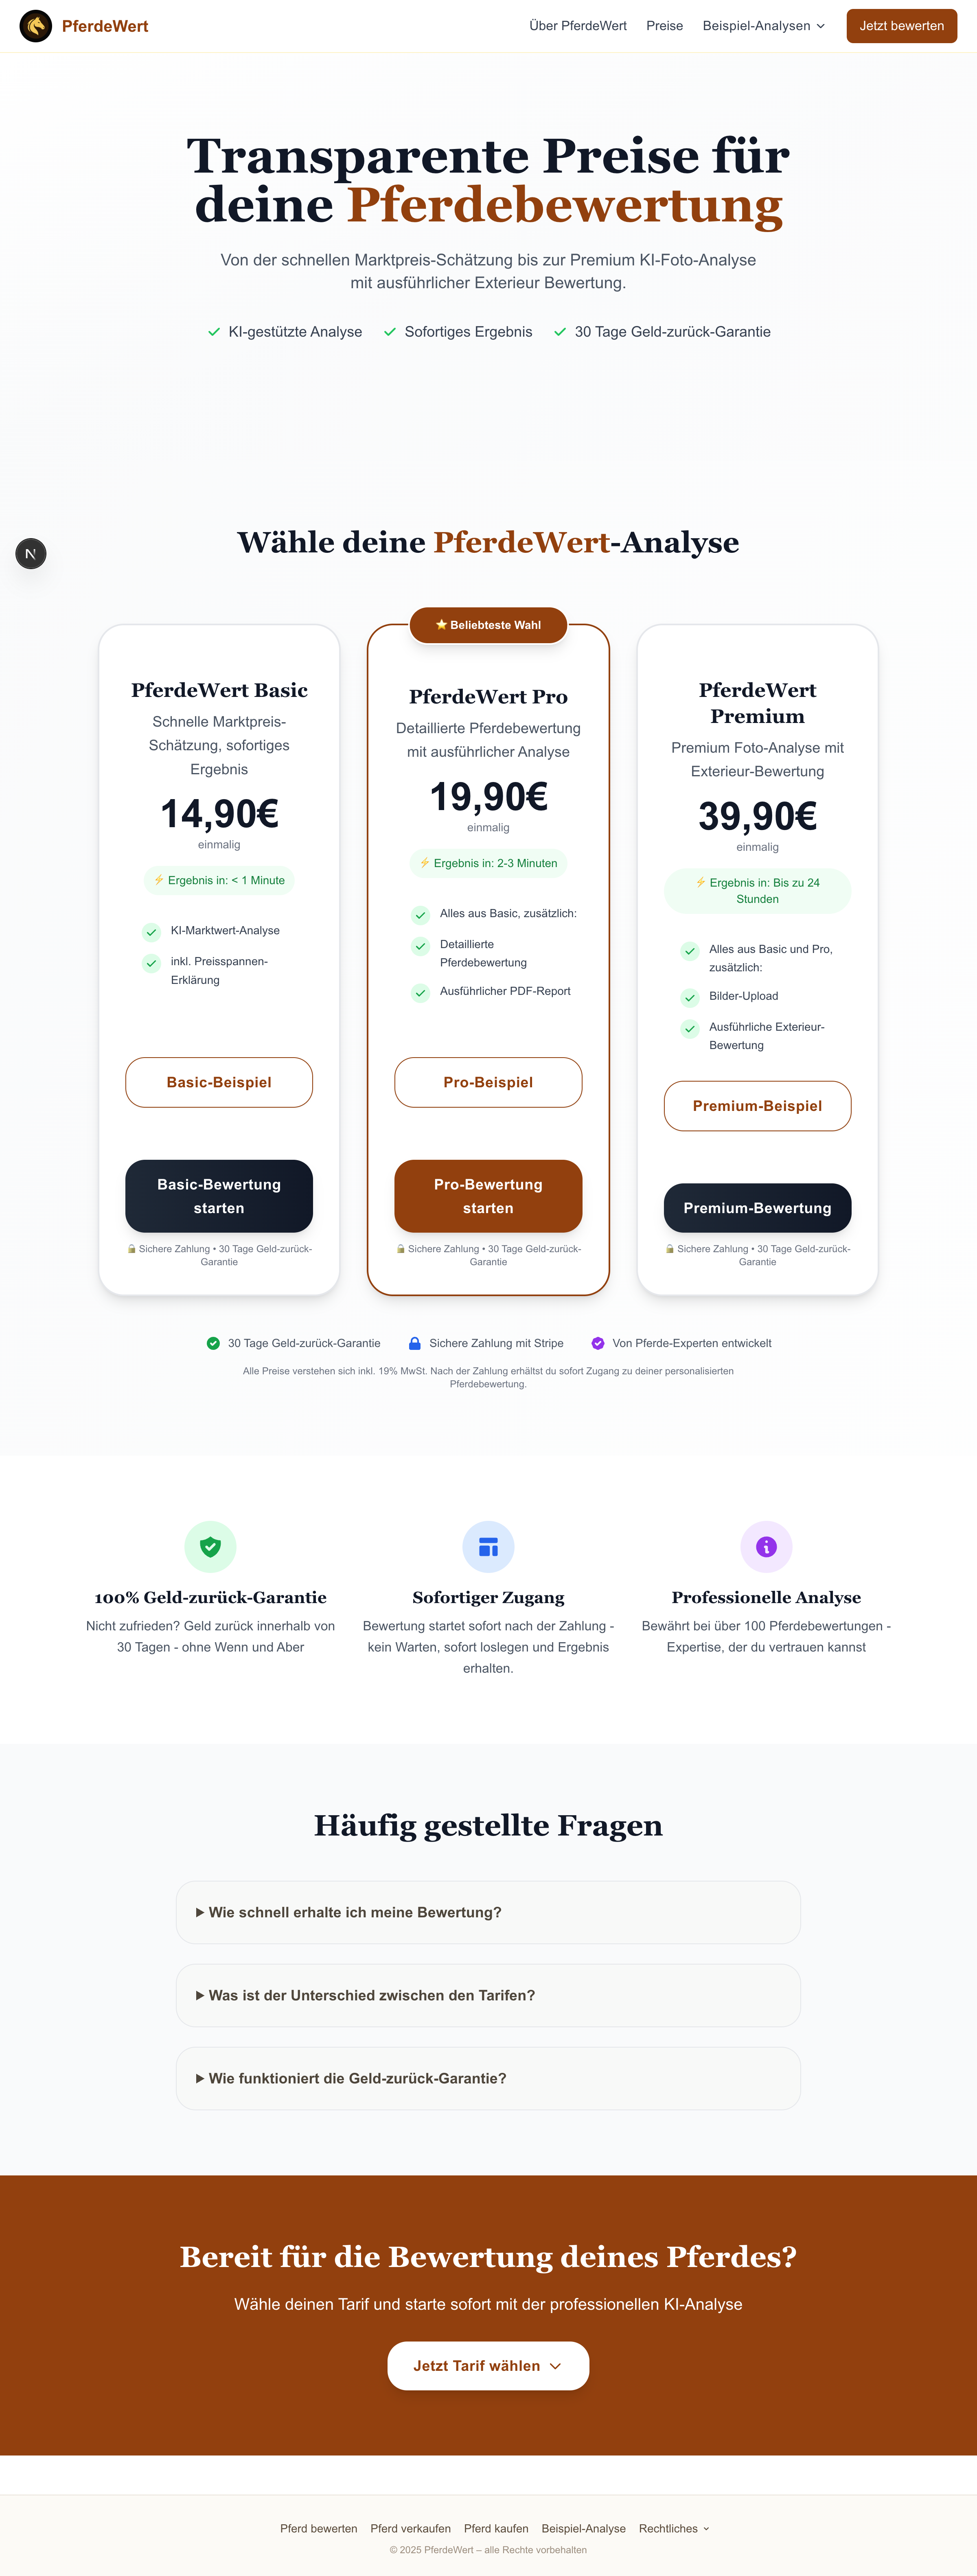 PferdeWert
Über PferdeWert
Preise
Beispiel-Analysen
Jetzt bewerten
Transparente Preise für
deine Pferdebewertung
Von der schnellen Marktpreis-Schätzung bis zur Premium KI-Foto-Analyse
mit ausführlicher Exterieur Bewertung.
KI-gestützte Analyse
Sofortiges Ergebnis
30 Tage Geld-zurück-Garantie
N
Wähle deine PferdeWert-Analyse
PferdeWert Basic
Schnelle Marktpreis-
Schätzung, sofortiges
Ergebnis
14,90€
einmalig
⚡ Ergebnis in: < 1 Minute
KI-Marktwert-Analyse
inkl. Preisspannen-
Erklärung
Basic-Beispiel
Basic-Bewertung
starten
🔒 Sichere Zahlung • 30 Tage Geld-zurück-
Garantie
⭐ Beliebteste Wahl
PferdeWert Pro
Detaillierte Pferdebewertung
mit ausführlicher Analyse
19,90€
einmalig
⚡ Ergebnis in: 2-3 Minuten
Alles aus Basic, zusätzlich:
Detaillierte
Pferdebewertung
Ausführlicher PDF-Report
Pro-Beispiel
Pro-Bewertung
starten
🔒 Sichere Zahlung • 30 Tage Geld-zurück-
Garantie
PferdeWert
Premium
Premium Foto-Analyse mit
Exterieur-Bewertung
39,90€
einmalig
⚡ Ergebnis in: Bis zu 24
Stunden
Alles aus Basic und Pro,
zusätzlich:
Bilder-Upload
Ausführliche Exterieur-
Bewertung
Premium-Beispiel
Premium-Bewertung
🔒 Sichere Zahlung • 30 Tage Geld-zurück-
Garantie
30 Tage Geld-zurück-Garantie
Sichere Zahlung mit Stripe
Von Pferde-Experten entwickelt
Alle Preise verstehen sich inkl. 19% MwSt. Nach der Zahlung erhältst du sofort Zugang zu deiner personalisierten
Pferdebewertung.
100% Geld-zurück-Garantie
Nicht zufrieden? Geld zurück innerhalb von
30 Tagen - ohne Wenn und Aber
Sofortiger Zugang
Bewertung startet sofort nach der Zahlung -
kein Warten, sofort loslegen und Ergebnis
erhalten.
Professionelle Analyse
Bewährt bei über 100 Pferdebewertungen -
Expertise, der du vertrauen kannst
Häufig gestellte Fragen
Wie schnell erhalte ich meine Bewertung?
Was ist der Unterschied zwischen den Tarifen?
Wie funktioniert die Geld-zurück-Garantie?
Bereit für die Bewertung deines Pferdes?
Wähle deinen Tarif und starte sofort mit der professionellen KI-Analyse
Jetzt Tarif wählen
Pferd bewerten
Pferd verkaufen
Pferd kaufen
Beispiel-Analyse
Rechtliches
© 2025 PferdeWert – alle Rechte vorbehalten